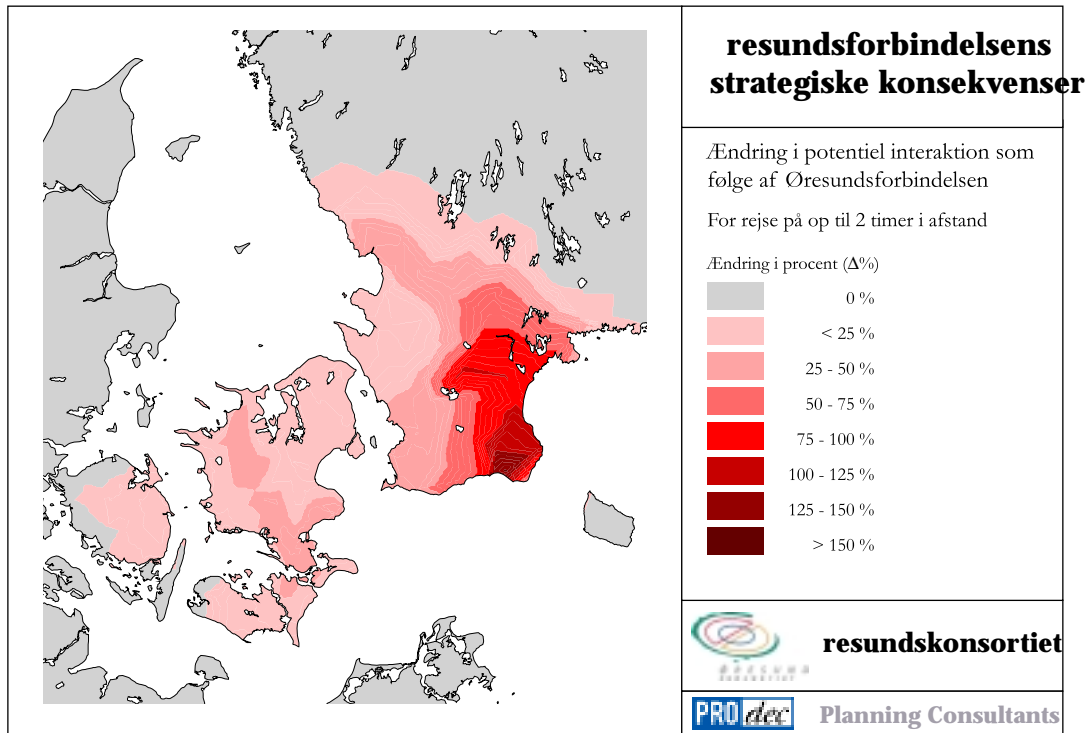 resundsforbindelsens
strategiske konsekvenser
Ændring i potentiel interaktion som
følge af Øresundsforbindelsen
For rejse på op til 2 timer i afstand
Ændring i procent (Δ%)
0 %
< 25 %
25 - 50 %
50 - 75 %
75 - 100 %
100 - 125 %
125 - 150 %
> 150 %
resundskonsortiet
PRO dec Planning Consultants